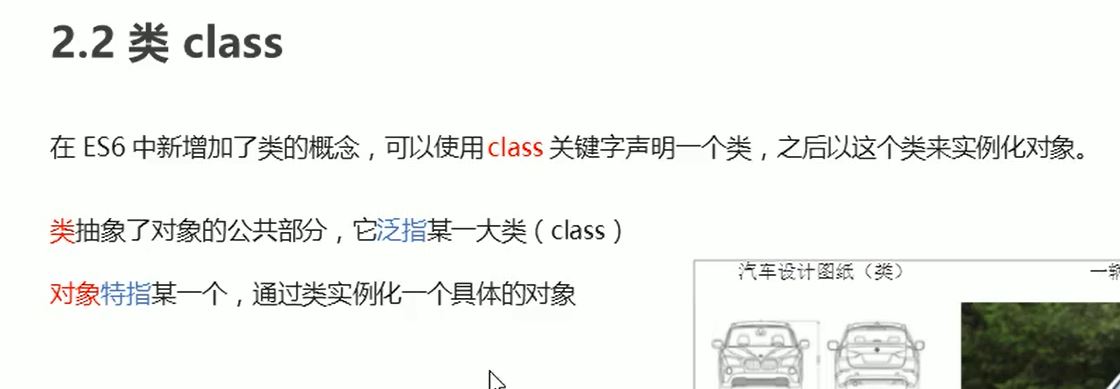 2.2 类 class
在 ES6 中新增加了类的概念，可以使用 class 关键字声明一个类，之后以这个类来实例化对象。
类抽象了对象的公共部分，它泛指某一大类（class）
对象特指某一个，通过类实例化一个具体的对象
汽车设计图纸（类） 一辆